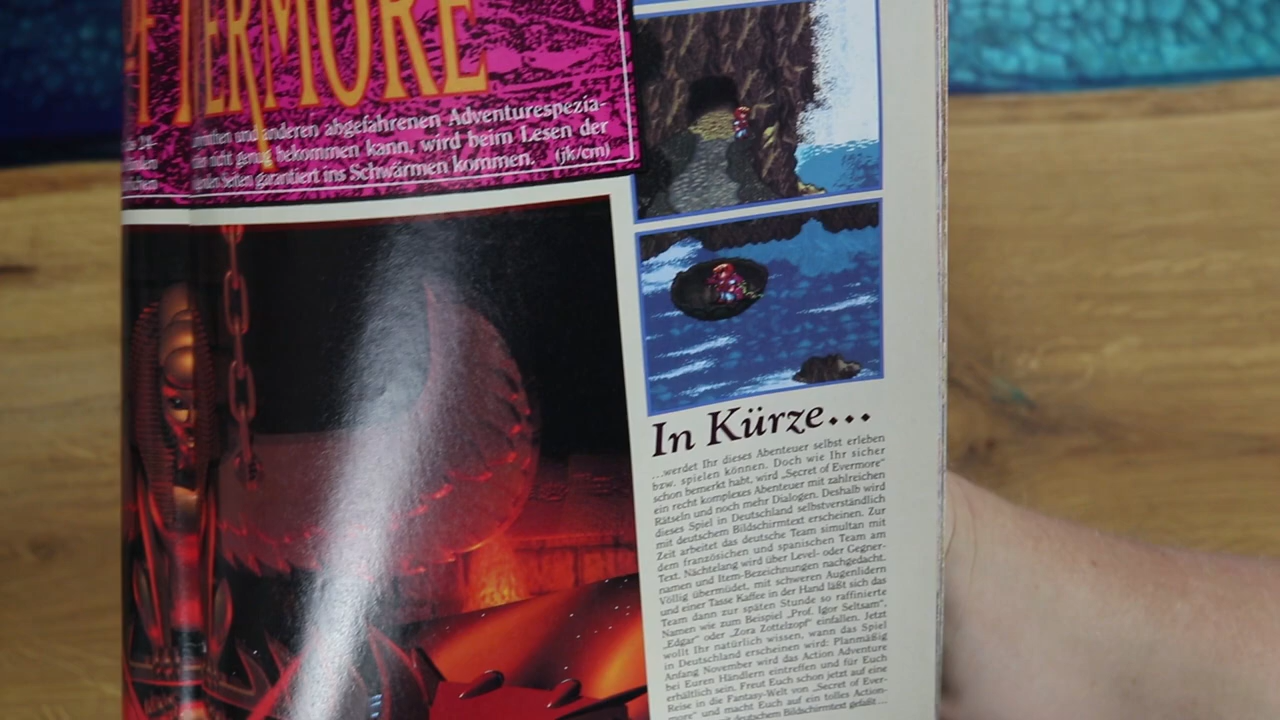 ERMORE
und anderen abgefahrenen Adventurespezia-
nicht genug bekommen kann, wird beim Lesen der
Seiten garantiert ins Schwärmen kommen. (jk/cm)
In Kürze...
...werdet Ihr dieses Abenteuer selbst erleben
bzw. spielen können. Doch wie Ihr sicher
schon bemerkt habt, wird „Secret of Evermore"
ein recht komplexes Abenteuer mit zahlreichen
Rätseln und noch mehr Dialogen. Deshalb wird
dieses Spiel in Deutschland selbstverständlich
mit deutschem Bildschirmtext erscheinen. Zur
Zeit arbeitet das deutsche Team simultan mit
dem französichen und spanischen Team am
Text. Nächtelang wird über Level- oder Gegner-
namen und Item-Bezeichnungen nachgedacht.
Völlig übermüdet, mit schweren Augenlidern
und einer Tasse Kaffee in der Hand läßt sich das
Team dann zur späten Stunde so raffinierte
Namen wie zum Beispiel „Prof. Igor Seltsam",
„Edgar" oder „Zora Zottelzopf" einfallen. Jetzt
wollt Ihr natürlich wissen, wann das Spiel
in Deutschland erscheinen wird: Planmäßig
Anfang November wird das Action Adventure
bei Euren Händlern eintreffen und für Euch
erhältlich sein. Freut Euch schon jetzt auf eine
Reise in die Fantasy-Welt von „Secret of Ever-
more" und macht Euch auf ein tolles Action-
deutschem Bildschirmtext gefaßt...